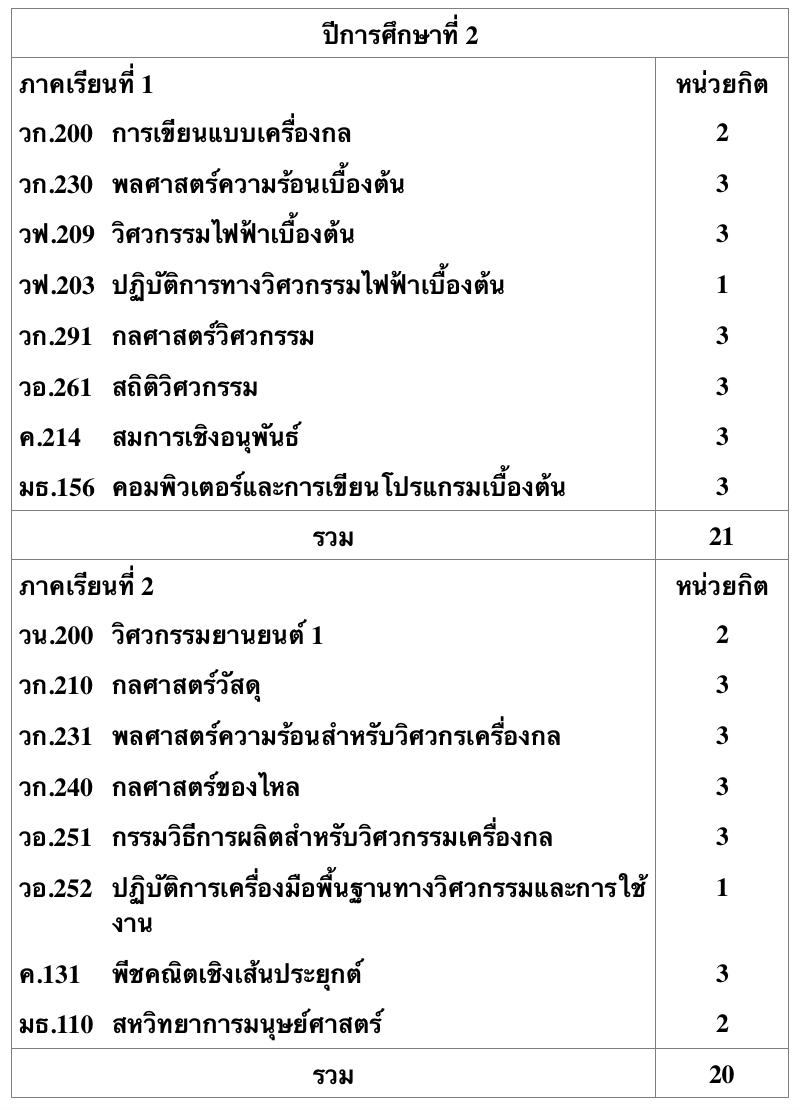 ปีการศึกษาที่ 2
ภาคเรียนที่ 1 หน่วยกิต
วก.200 การเขียนแบบเครื่องกล 2
วก.230 พลศาสตร์ความร้อนเบื้องต้น 3
วฟ.209 วิศวกรรมไฟฟ้าเบื้องต้น 3
วฟ.203 ปฏิบัติการทางวิศวกรรมไฟฟ้าเบื้องต้น 1
วก.291 กลศาสตร์วิศวกรรม 3
วอ.261 สถิติวิศวกรรม 3
ค.214 สมการเชิงอนุพันธ์ 3
มธ.156 คอมพิวเตอร์และการเขียนโปรแกรมเบื้องต้น 3
รวม 21
ภาคเรียนที่ 2 หน่วยกิต
วน.200 วิศวกรรมยานยนต์ 1 2
วก.210 กลศาสตร์วัสดุ 3
วก.231 พลศาสตร์ความร้อนสำหรับวิศวกรเครื่องกล 3
วก.240 กลศาสตร์ของไหล 3
วอ.251 กรรมวิธีการผลิตสำหรับวิศวกรรมเครื่องกล 3
วอ.252 ปฏิบัติการเครื่องมือพื้นฐานทางวิศวกรรมและการใช้ 1
งาน
ค.131 พีชคณิตเชิงเส้นประยุกต์ 3
มธ.110 สหวิทยาการมนุษย์ศาสตร์ 2
รวม 20